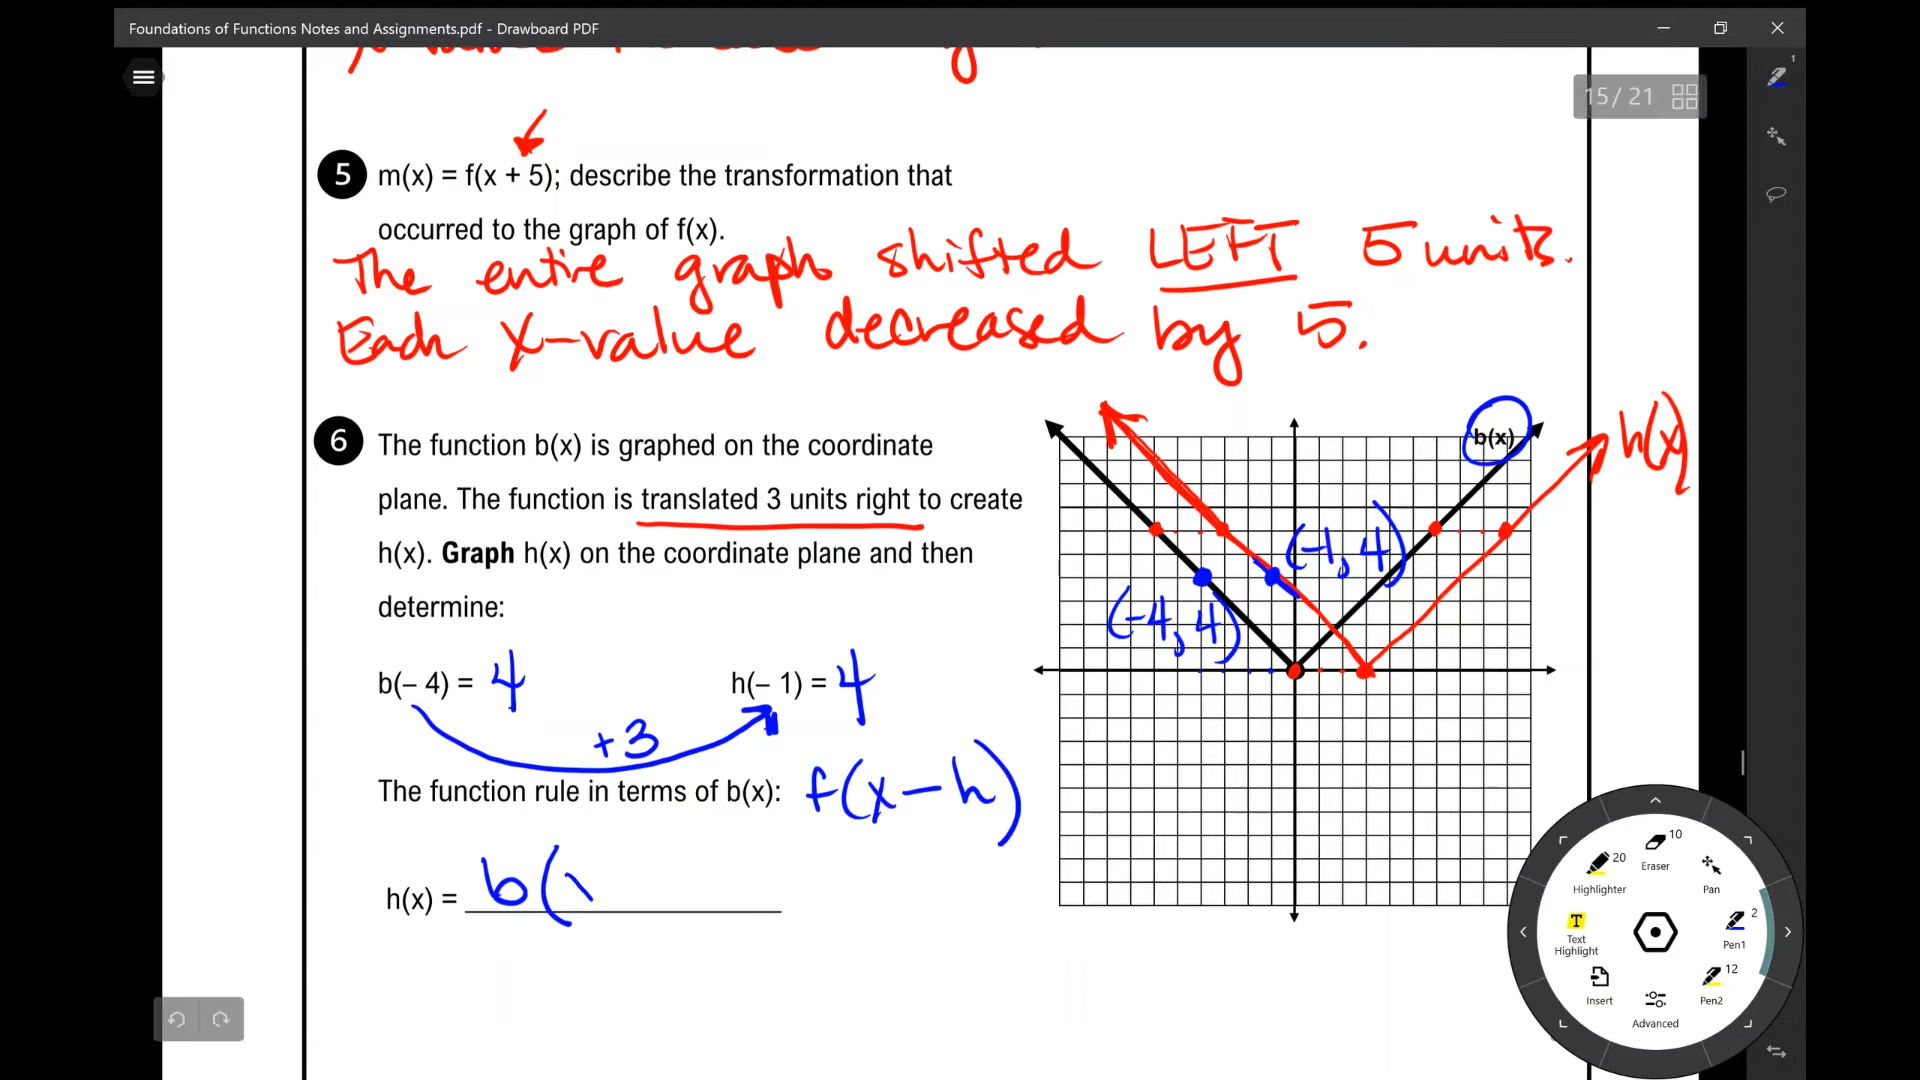 Foundations of Functions Notes and Assignments.pdf - Drawboard PDF
15 / 21
1
5 m(x) = f(x + 5); describe the transformation that
occurred to the graph of f(x).
The entire graph shifted LEFT 5 units.
Each x-value decreased by 5.
6 The function b(x) is graphed on the coordinate
plane. The function is translated 3 units right to create
h(x). Graph h(x) on the coordinate plane and then
determine:
b(– 4) = 4
h(– 1) = 4
+3
The function rule in terms of b(x): f(x-h)
h(x) = b(
b(x)
h(x)
(-1, 4)
(-4, 4)
10
Eraser
20
Highlighter
Pan
T
Text
Highlight
2
Pen1
Insert
12
Pen2
Advanced